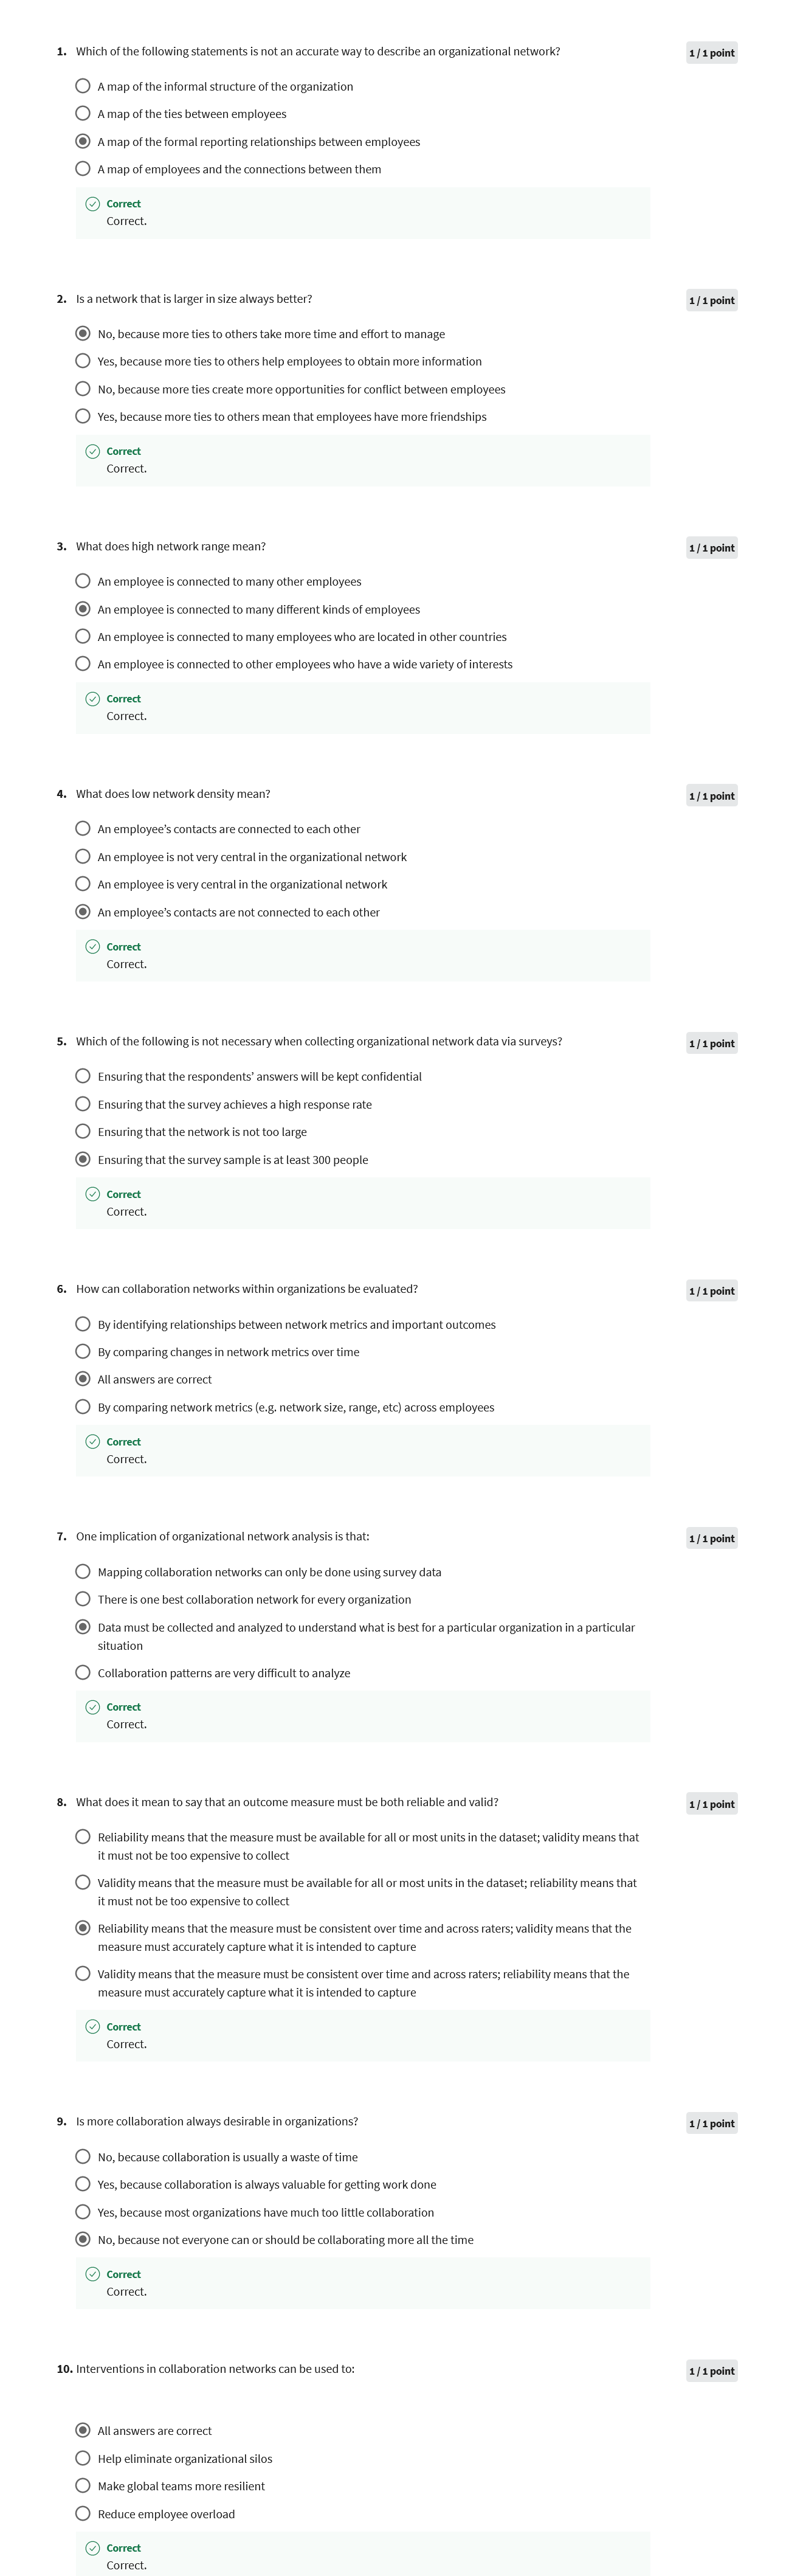 1. Which of the following statements is not an accurate way to describe an organizational network?
1 / 1 point
A map of the informal structure of the organization
A map of the ties between employees
A map of the formal reporting relationships between employees
A map of employees and the connections between them
Correct
Correct.
2. Is a network that is larger in size always better?
1 / 1 point
No, because more ties to others take more time and effort to manage
Yes, because more ties to others help employees to obtain more information
No, because more ties create more opportunities for conflict between employees
Yes, because more ties to others mean that employees have more friendships
Correct
Correct.
3. What does high network range mean?
1 / 1 point
An employee is connected to many other employees
An employee is connected to many different kinds of employees
An employee is connected to many employees who are located in other countries
An employee is connected to other employees who have a wide variety of interests
Correct
Correct.
4. What does low network density mean?
1 / 1 point
An employee’s contacts are connected to each other
An employee is not very central in the organizational network
An employee is very central in the organizational network
An employee’s contacts are not connected to each other
Correct
Correct.
5. Which of the following is not necessary when collecting organizational network data via surveys?
1 / 1 point
Ensuring that the respondents’ answers will be kept confidential
Ensuring that the survey achieves a high response rate
Ensuring that the network is not too large
Ensuring that the survey sample is at least 300 people
Correct
Correct.
6. How can collaboration networks within organizations be evaluated?
1 / 1 point
By identifying relationships between network metrics and important outcomes
By comparing changes in network metrics over time
All answers are correct
By comparing network metrics (e.g. network size, range, etc) across employees
Correct
Correct.
7. One implication of organizational network analysis is that:
1 / 1 point
Mapping collaboration networks can only be done using survey data
There is one best collaboration network for every organization
Data must be collected and analyzed to understand what is best for a particular organization in a particular
situation
Collaboration patterns are very difficult to analyze
Correct
Correct.
8. What does it mean to say that an outcome measure must be both reliable and valid?
1 / 1 point
Reliability means that the measure must be available for all or most units in the dataset; validity means that
it must not be too expensive to collect
Validity means that the measure must be available for all or most units in the dataset; reliability means that
it must not be too expensive to collect
Reliability means that the measure must be consistent over time and across raters; validity means that the
measure must accurately capture what it is intended to capture
Validity means that the measure must be consistent over time and across raters; reliability means that the
measure must accurately capture what it is intended to capture
Correct
Correct.
9. Is more collaboration always desirable in organizations?
1 / 1 point
No, because collaboration is usually a waste of time
Yes, because collaboration is always valuable for getting work done
Yes, because most organizations have much too little collaboration
No, because not everyone can or should be collaborating more all the time
Correct
Correct.
10. Interventions in collaboration networks can be used to:
1 / 1 point
All answers are correct
Help eliminate organizational silos
Make global teams more resilient
Reduce employee overload
Correct
Correct.